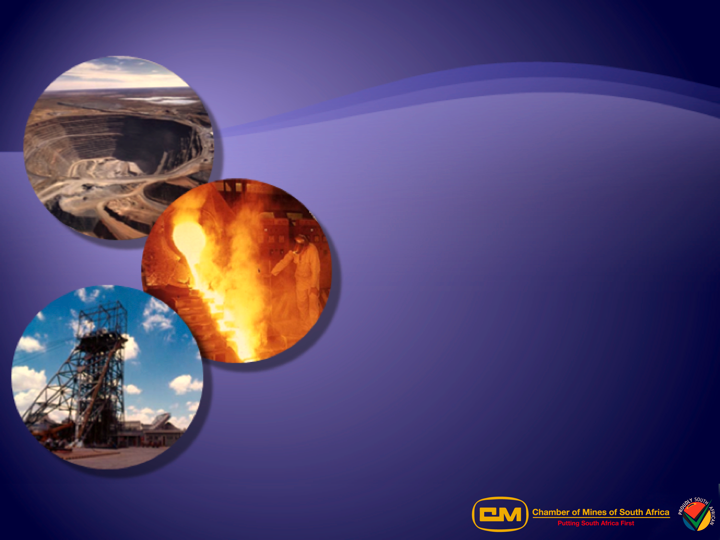 CM
Chamber of Mines of South Africa
Putting South Africa First
PROUDLY SOUTH AFRICAN